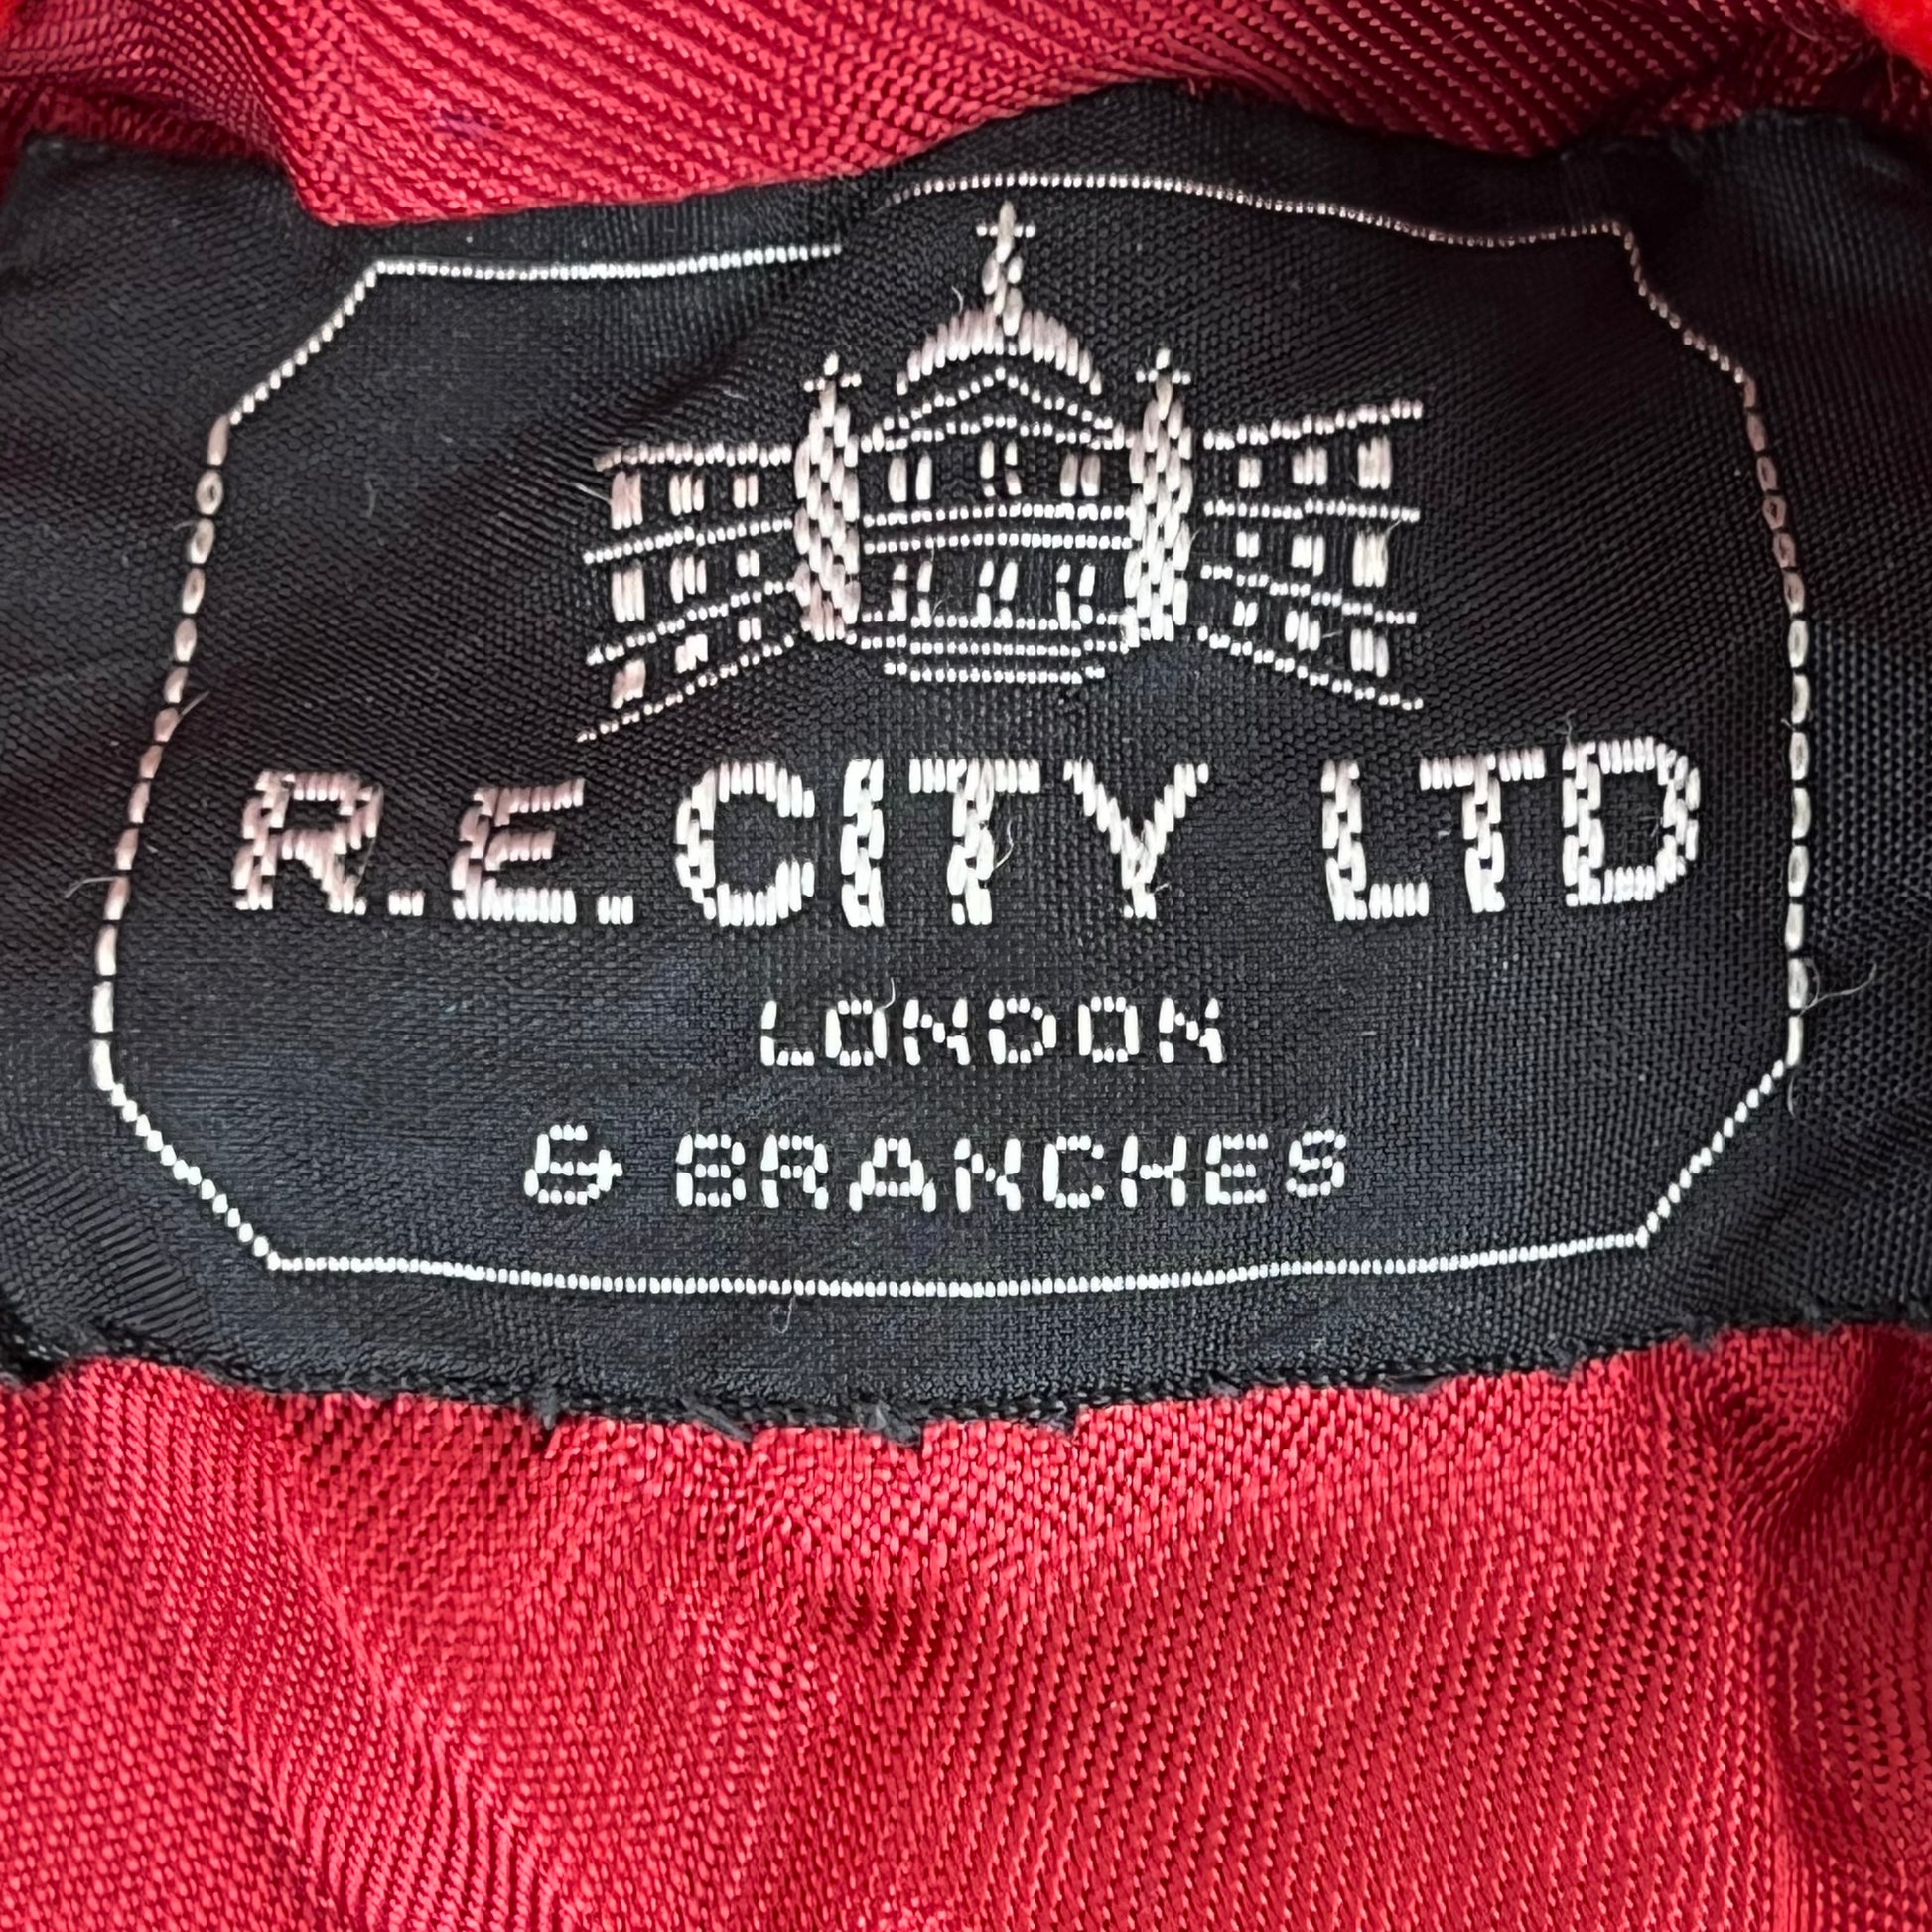 R.E.CITY LTD
LONDON
& BRANCHES